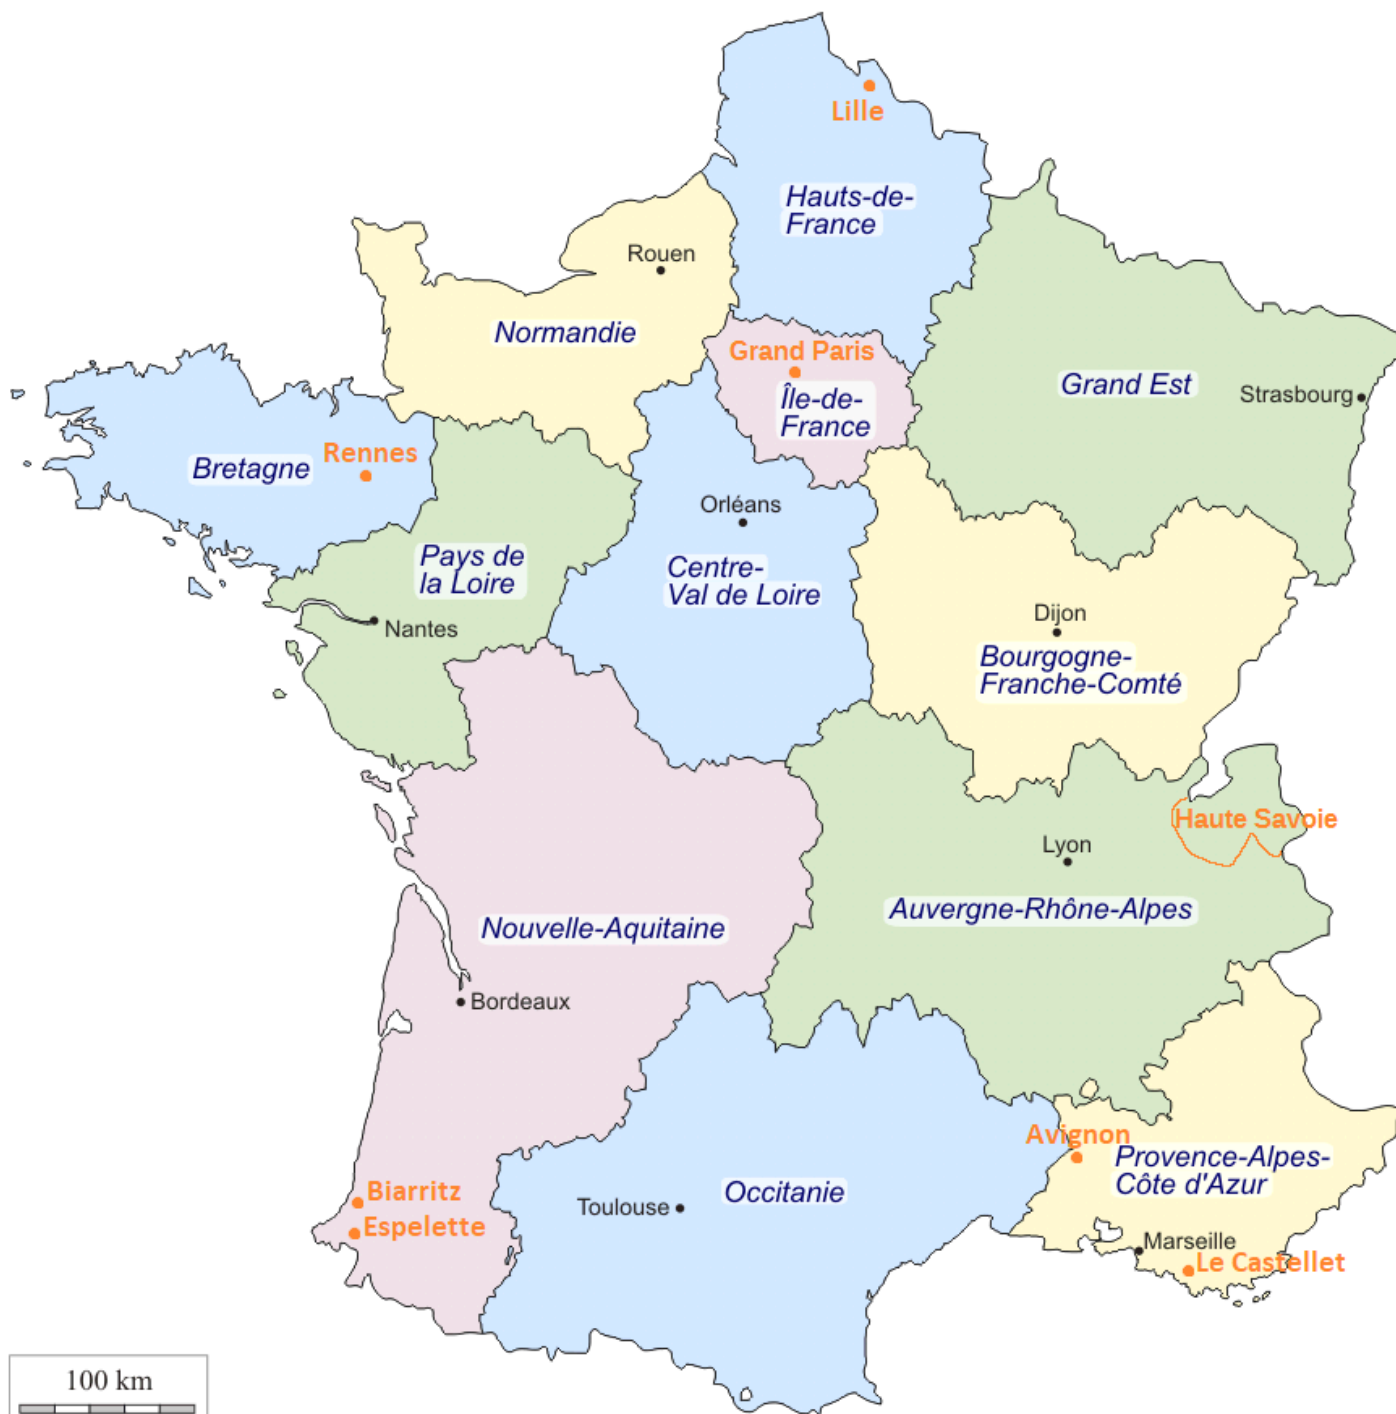 Lille
Hauts-de-
France
Rouen
Normandie
Grand Paris
Île-de-
France
Grand Est
Strasbourg
Rennes
Bretagne
Orléans
Pays de
la Loire
Centre-
Val de Loire
Nantes
Dijon
Bourgogne-
Franche-Comté
Haute Savoie
Lyon
Auvergne-Rhône-Alpes
Nouvelle-Aquitaine
Bordeaux
Avignon
Provence-Alpes-
Côte d'Azur
Biarritz
Espelette
Toulouse
Occitanie
Marseille
Le Castellet
100 km